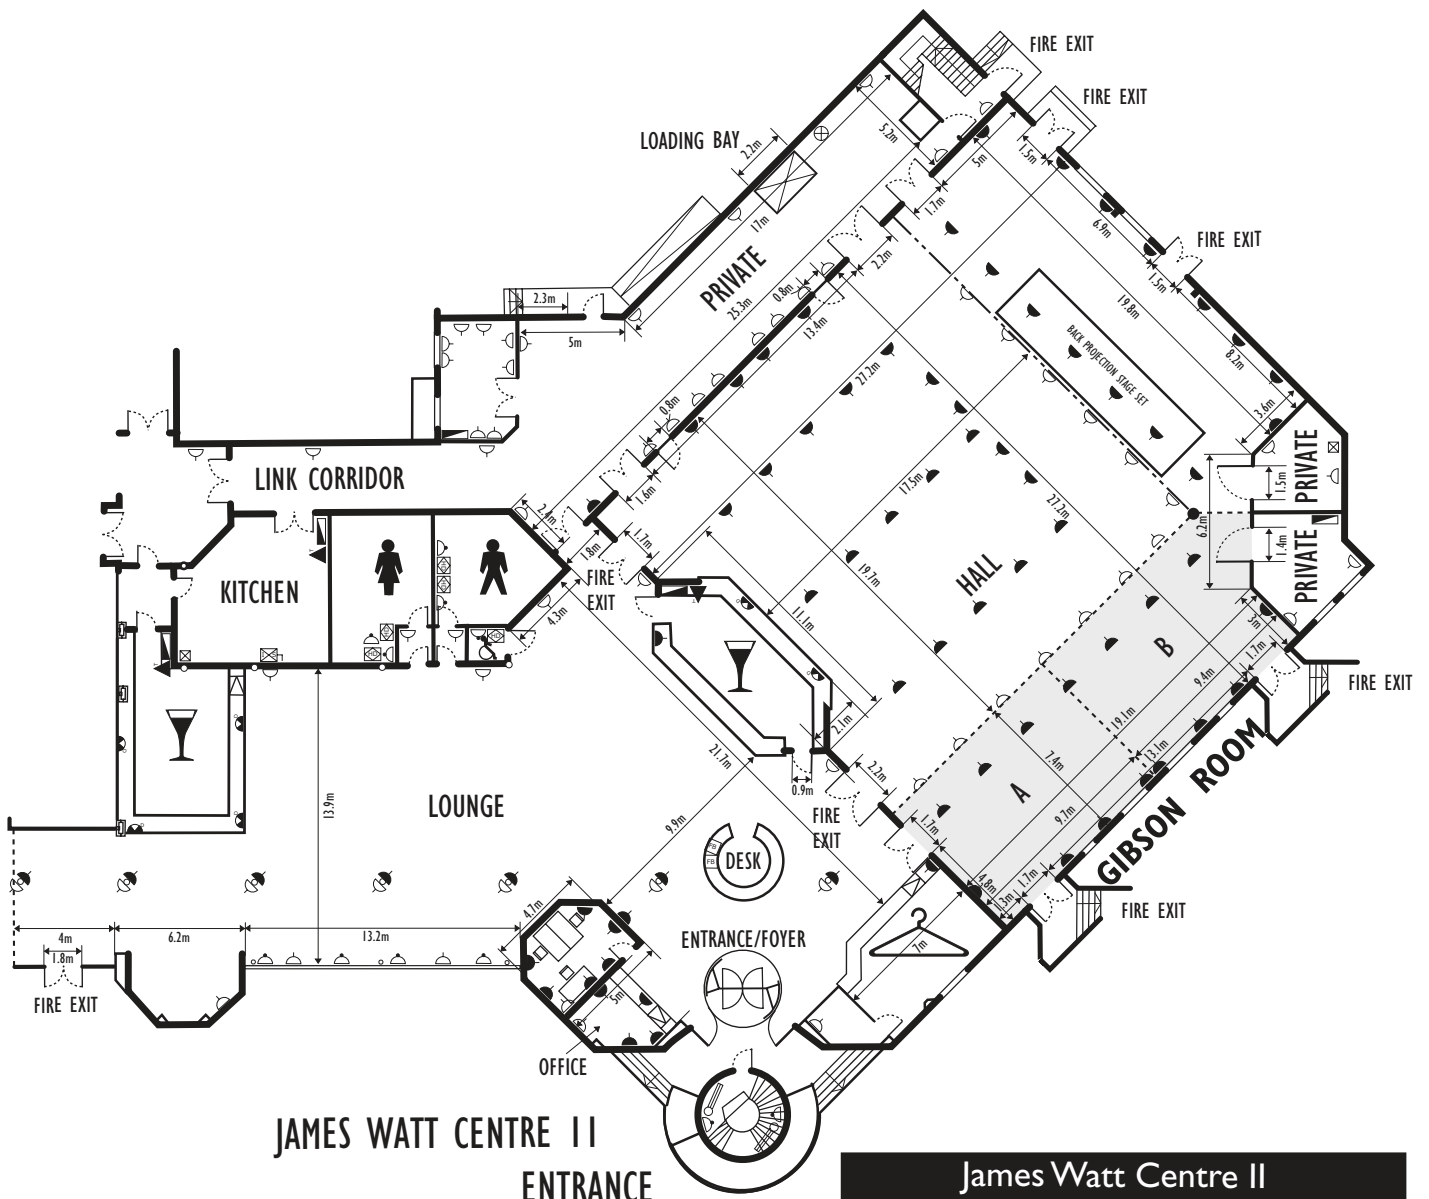 FIRE EXIT
FIRE EXIT
LOADING BAY
2.2m
5.2m
5m
1.5m
1.7m
6.9m
FIRE EXIT
17m
2.2m
1.5m
PRIVATE
0.8m
25.3m
13.4m
19.8m
2.3m
5m
BACK PROJECTION STAGE SET
8.2m
27.2m
0.8m
3.6m
PRIVATE
LINK CORRIDOR
17.5m
1.5m
1.6m
27.2m
2.4m
6.2m
1.7m
1.8m
1.4m
PRIVATE
HALL
19.7m
FIRE
EXIT
KITCHEN
4.3m
11.1m
3m
B
1.7m
9.4m
FIRE EXIT
2.1m
19.1m
21.7m
7.4m
13.1m
2.2m
0.9m
A
13.9m
LOUNGE
9.9m
FIRE
EXIT
1.7m
9.7m
GIBSON ROOM
DESK
FB
FB
4.8m
1.7m
1.3m
FIRE EXIT
4.7m
4m
6.2m
13.2m
ENTRANCE/FOYER
7m
1.8m
FIRE EXIT
5m
OFFICE
JAMES WATT CENTRE II
ENTRANCE
James Watt Centre II